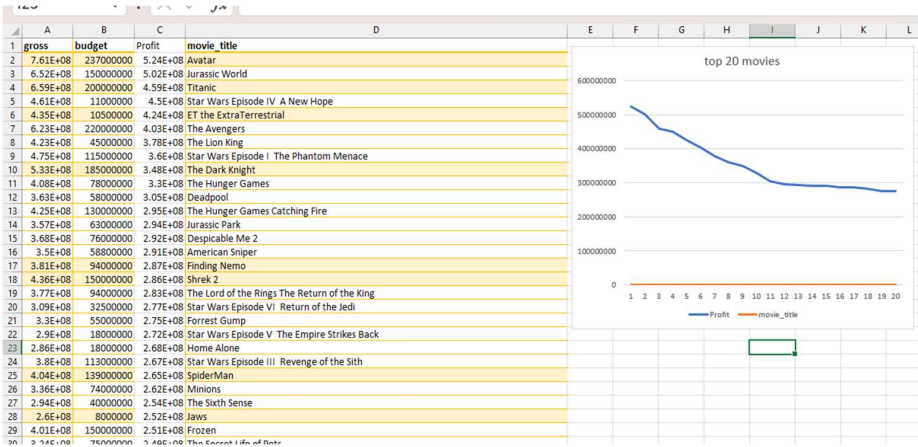 A B C D E F G H I J K L
1 gross budget Profit movie_title
2 7.61E+08 237000000 5.24E+08 Avatar
3 6.52E+08 150000000 5.02E+08 Jurassic World
4 6.59E+08 200000000 4.59E+08 Titanic
5 4.61E+08 11000000 4.5E+08 Star Wars Episode IV A New Hope
6 4.35E+08 10500000 4.24E+08 ET the ExtraTerrestrial
7 6.23E+08 220000000 4.03E+08 The Avengers
8 4.23E+08 45000000 3.78E+08 The Lion King
9 4.75E+08 115000000 3.6E+08 Star Wars Episode I The Phantom Menace
10 5.33E+08 185000000 3.48E+08 The Dark Knight
11 4.08E+08 78000000 3.3E+08 The Hunger Games
12 3.63E+08 58000000 3.05E+08 Deadpool
13 4.25E+08 130000000 2.95E+08 The Hunger Games Catching Fire
14 3.57E+08 63000000 2.94E+08 Jurassic Park
15 3.68E+08 76000000 2.92E+08 Despicable Me 2
16 3.5E+08 58800000 2.91E+08 American Sniper
17 3.81E+08 94000000 2.87E+08 Finding Nemo
18 4.36E+08 150000000 2.86E+08 Shrek 2
19 3.77E+08 94000000 2.83E+08 The Lord of the Rings The Return of the King
20 3.09E+08 32500000 2.77E+08 Star Wars Episode VI Return of the Jedi
21 3.3E+08 55000000 2.75E+08 Forrest Gump
22 2.9E+08 18000000 2.72E+08 Star Wars Episode V The Empire Strikes Back
23 2.86E+08 18000000 2.68E+08 Home Alone
24 3.8E+08 113000000 2.67E+08 Star Wars Episode III Revenge of the Sith
25 4.04E+08 139000000 2.65E+08 SpiderMan
26 3.36E+08 74000000 2.62E+08 Minions
27 2.94E+08 40000000 2.54E+08 The Sixth Sense
28 2.6E+08 8000000 2.52E+08 Jaws
29 4.01E+08 150000000 2.51E+08 Frozen
30 3.24E+08 75000000 2.49E+08 The Secret Life of Pets
top 20 movies
600000000
500000000
400000000
300000000
200000000
100000000
0
1 2 3 4 5 6 7 8 9 10 11 12 13 14 15 16 17 18 19 20
Profit movie_title